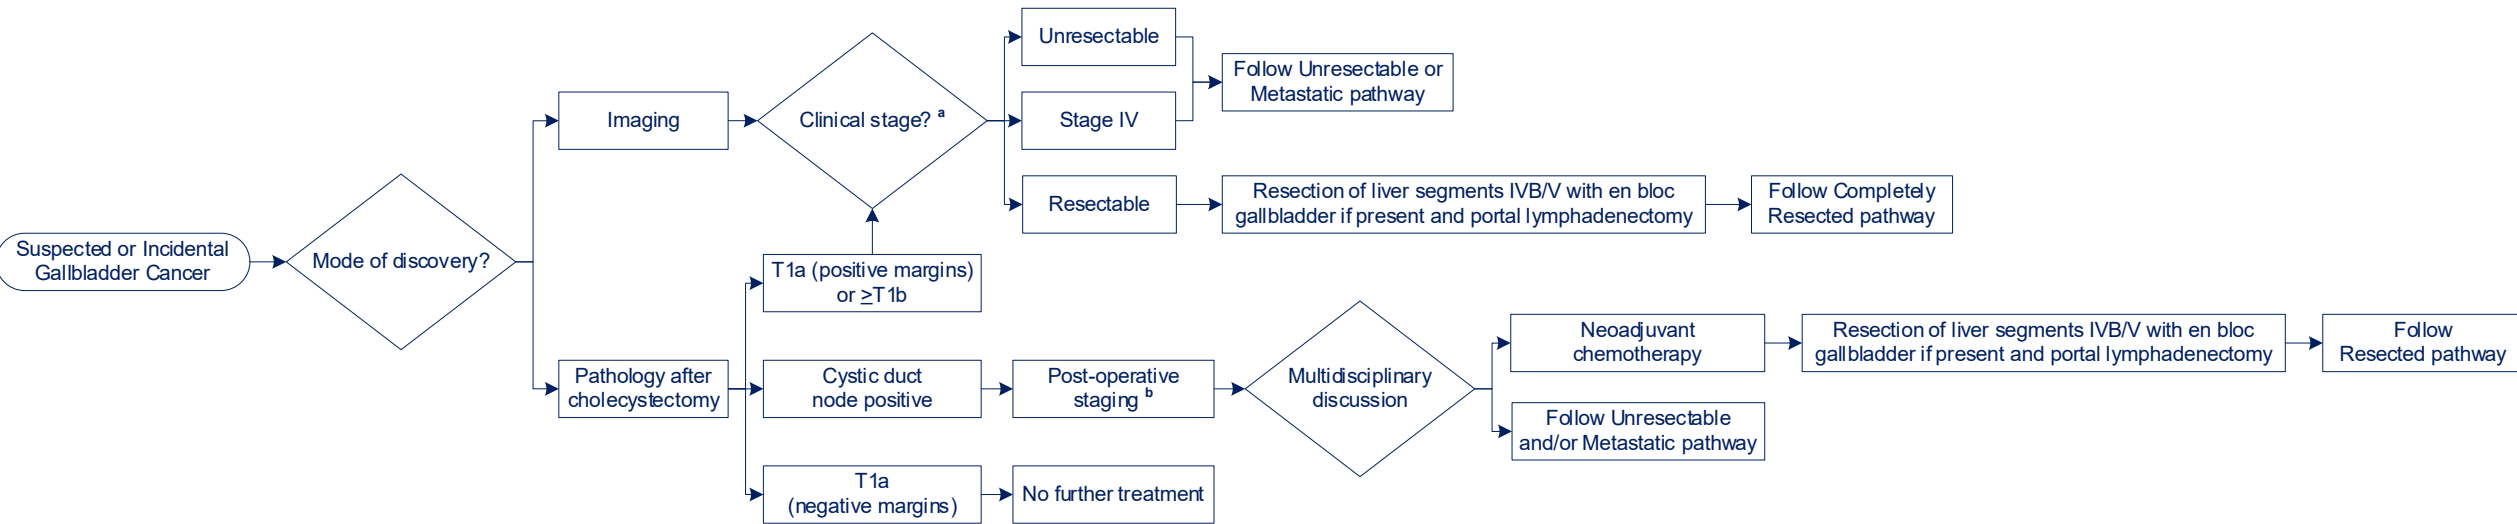 Suspected or Incidental
Gallbladder Cancer
Mode of discovery?
Imaging
Clinical stage? a
Unresectable
Stage IV
Follow Unresectable or
Metastatic pathway
Resectable
Resection of liver segments IVB/V with en bloc
gallbladder if present and portal lymphadenectomy
Follow Completely
Resected pathway
Pathology after
cholecystectomy
T1a (positive margins)
or ≥T1b
Cystic duct
node positive
Post-operative
staging b
Multidisciplinary
discussion
Neoadjuvant
chemotherapy
Resection of liver segments IVB/V with en bloc
gallbladder if present and portal lymphadenectomy
Follow
Resected pathway
Follow Unresectable
and/or Metastatic pathway
T1a
(negative margins)
No further treatment